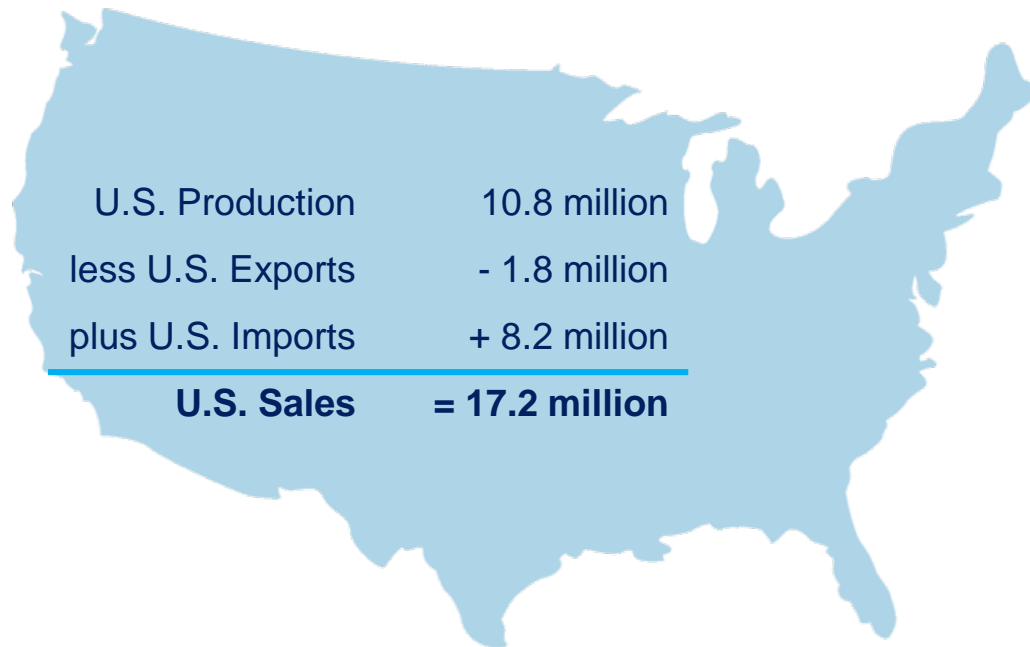 U.S. Production 10.8 million
less U.S. Exports - 1.8 million
plus U.S. Imports + 8.2 million
U.S. Sales = 17.2 million